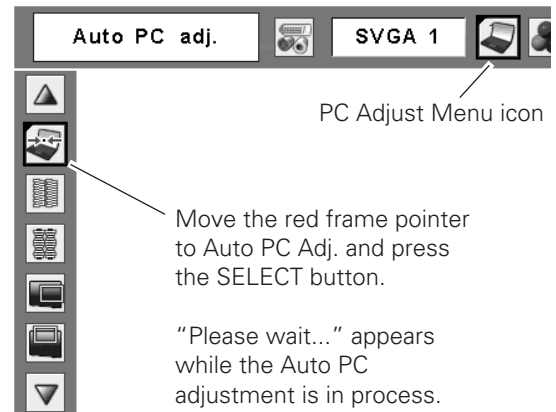 Auto PC adj.
SVGA 1
PC Adjust Menu icon
Move the red frame pointer
to Auto PC Adj. and press
the SELECT button.
“Please wait...” appears
while the Auto PC
adjustment is in process.